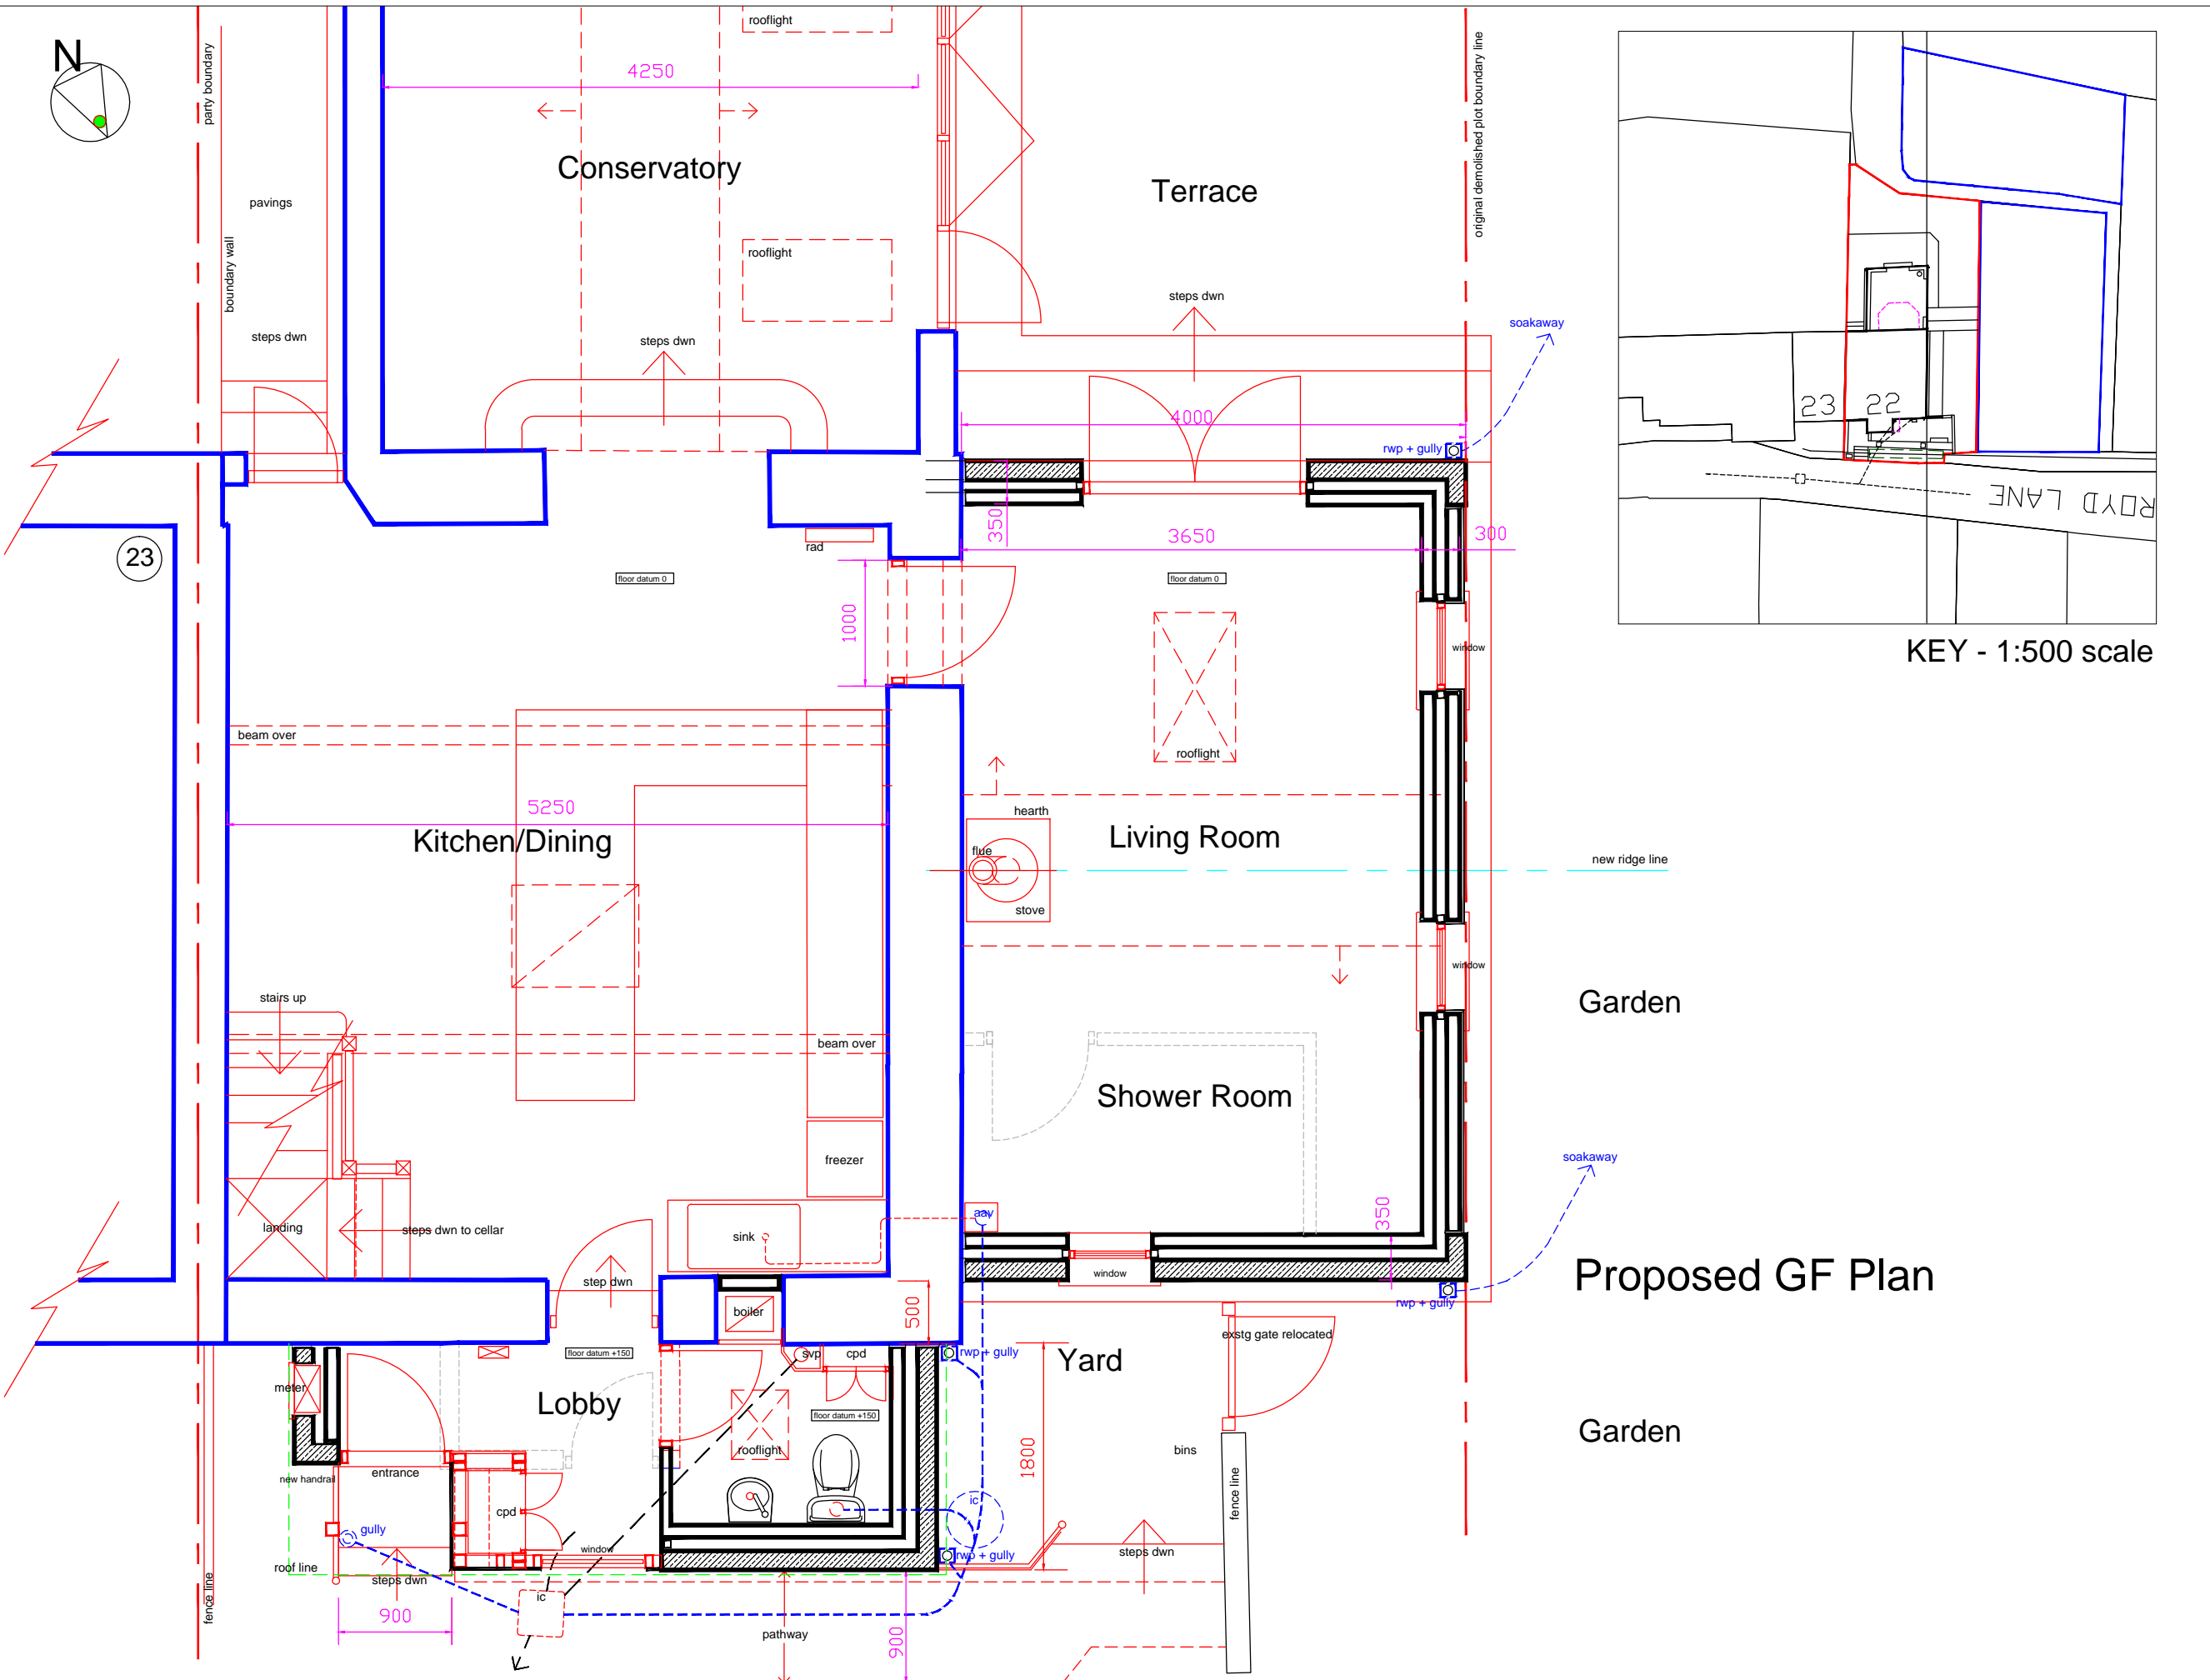 N
party boundary
rooflight
4250
original demolished plot boundary line
Conservatory
Terrace
pavings
boundary wall
rooflight
steps dwn
steps dwn
steps dwn
soakaway
23 22
ROYD LANE
KEY - 1:500 scale
4000
rwp + gully
350
3650
300
rad
23
floor datum 0
floor datum 0
1000
window
beam over
rooflight
5250
hearth
Kitchen/Dining
Living Room
flue
new ridge line
stove
window
stairs up
Garden
beam over
Shower Room
freezer
soakaway
350
aav
landing
steps dwn to cellar
sink
step dwn
window
Proposed GF Plan
boiler
500
rwp + gully
exstg gate relocated
floor datum +150
svp
cpd
rwp + gully
Yard
meter
Lobby
floor datum +150
Garden
rooflight
bins
1800
new handrail
entrance
fence line
cpd
ic
gully
window
rwp + gully
steps dwn
roof line
steps dwn
fence line
ic
900
pathway
900